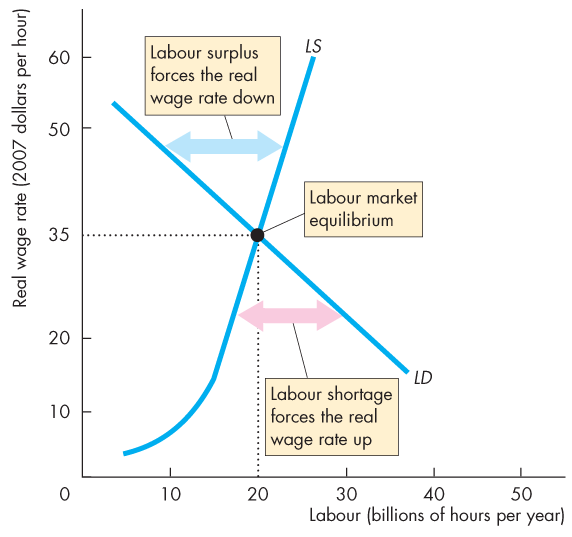 Real wage rate (2007 dollars per hour)
60
50
35
20
10
0
Labour surplus
forces the real
wage rate down
LS
Labour market
equilibrium
LD
Labour shortage
forces the real
wage rate up
10
20
30
40
50
Labour (billions of hours per year)